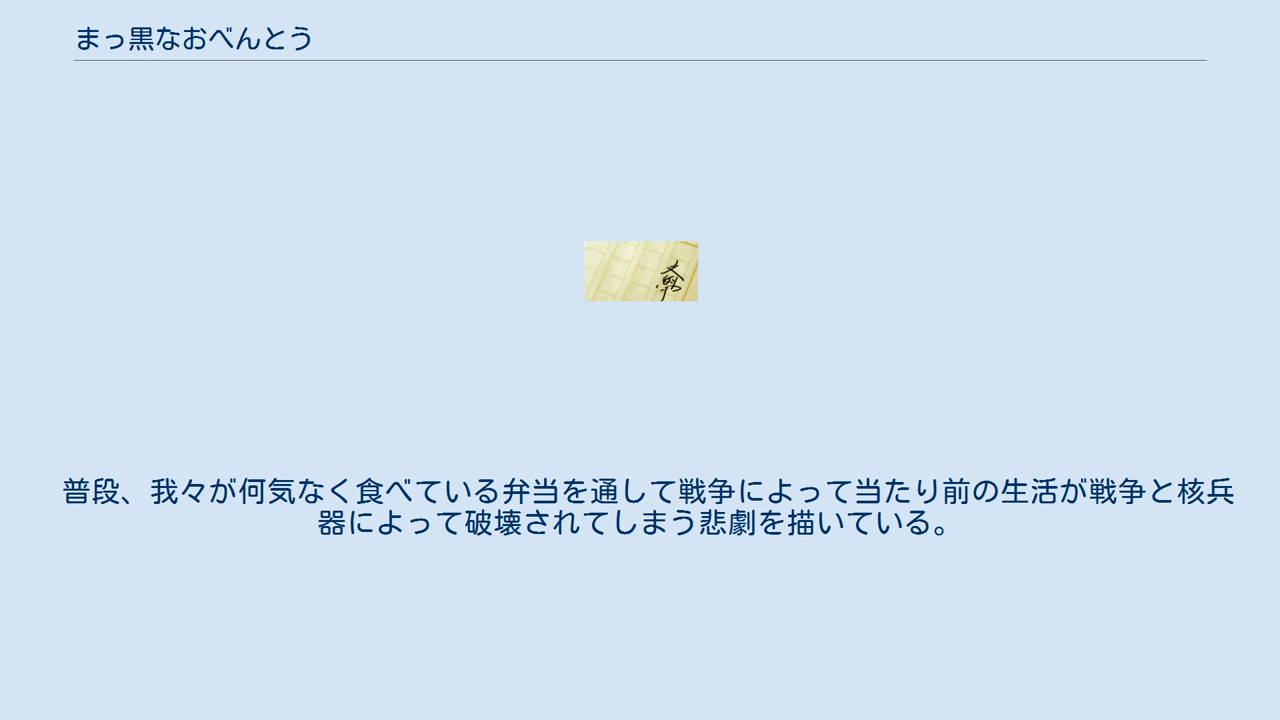 まっ黒なおべんとう
普段、我々が何気なく食べている弁当を通して戦争によって当たり前の生活が戦争と核兵
器によって破壊されてしまう悲劇を描いている。